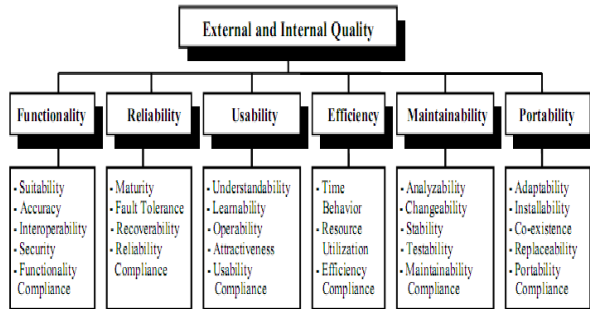 External and Internal Quality
Functionality
Reliability
Usability
Efficiency
Maintainability
Portability
- Suitability
- Accuracy
- Interoperability
- Security
- Functionality
Compliance
- Maturity
- Fault Tolerance
- Recoverability
- Reliability
Compliance
- Understandability
- Learnability
- Operability
- Attractiveness
- Usability
Compliance
- Time
Behavior
- Resource
Utilization
- Efficiency
Compliance
- Analyzability
- Changeability
- Stability
- Testability
- Maintainability
Compliance
- Adaptability
- Installability
- Co-existence
- Replaceability
- Portability
Compliance